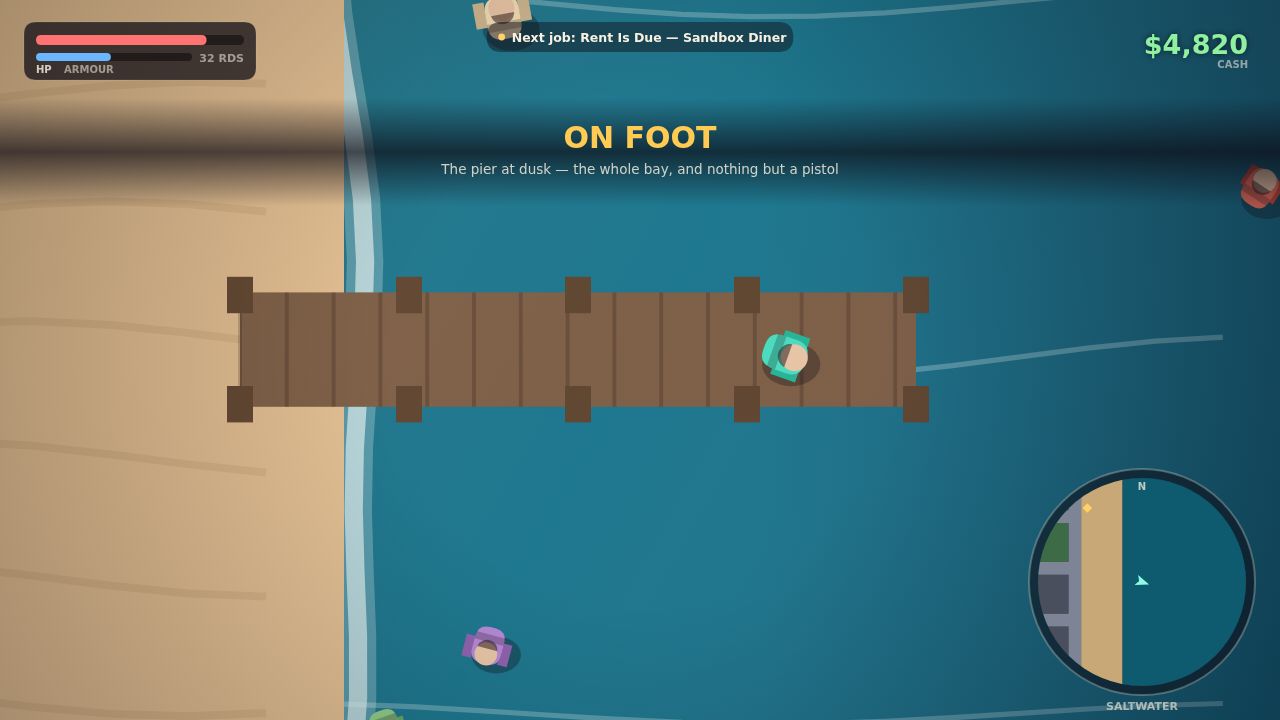 32 RDS
HP ARMOUR
Next job: Rent Is Due — Sandbox Diner
$4,820
CASH
ON FOOT
The pier at dusk — the whole bay, and nothing but a pistol
N
SALTWATER